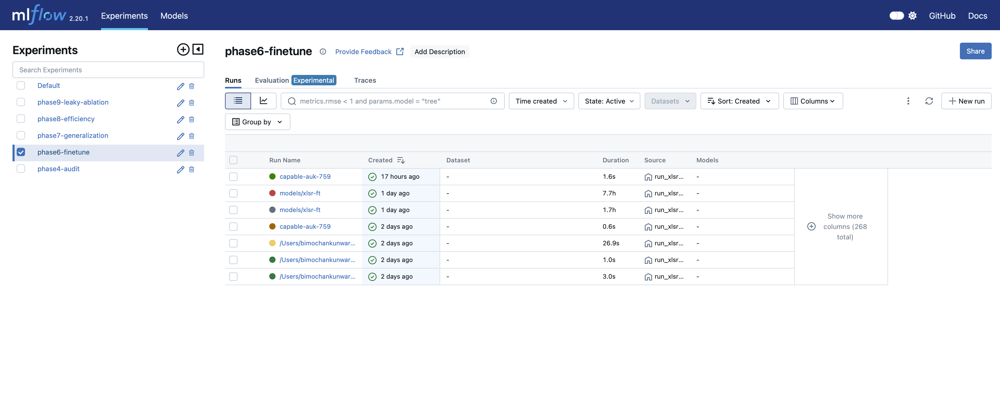 mlflow 2.20.1 Experiments Models GitHub Docs
Experiments
Search Experiments
Default
phase9-leaky-ablation
phase8-efficiency
phase7-generalization
phase6-finetune
phase4-audit
phase6-finetune Provide Feedback Add Description Share
Runs Evaluation Experimental Traces
metrics.rmse < 1 and params.model = "tree" Time created State: Active Datasets Sort: Created Columns New run
Group by
Run Name Created Dataset Duration Source Models
capable-auk-759 17 hours ago - 1.6s run_xlsr... -
models/xlsr-ft 1 day ago - 7.7h run_xlsr... -
models/xlsr-ft 1 day ago - 1.7h run_xlsr... -
capable-auk-759 2 days ago - 0.6s run_xlsr... -
/Users/bimochankunwar... 2 days ago - 26.9s run_xlsr... -
/Users/bimochankunwar... 2 days ago - 1.0s run_xlsr... -
/Users/bimochankunwar... 2 days ago - 3.0s run_xlsr... -
Show more
columns (268
total)